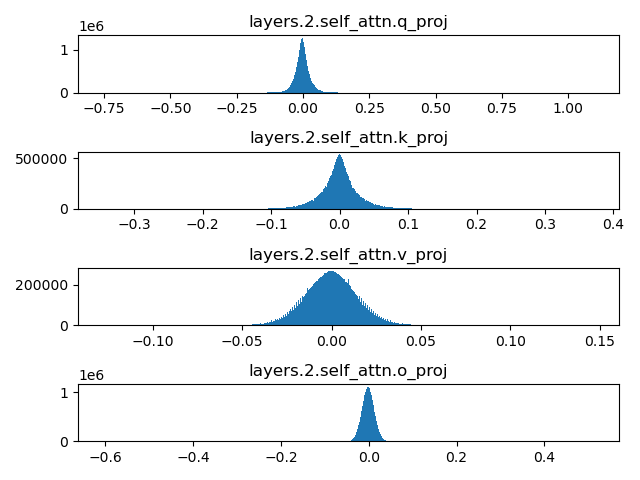 layers.2.self_attn.q_proj
1e6
1
0
−0.75 −0.50 −0.25 0.00 0.25 0.50 0.75 1.00
layers.2.self_attn.k_proj
500000
0
−0.3 −0.2 −0.1 0.0 0.1 0.2 0.3 0.4
layers.2.self_attn.v_proj
200000
0
−0.10 −0.05 0.00 0.05 0.10 0.15
layers.2.self_attn.o_proj
1e6
1
0
−0.6 −0.4 −0.2 0.0 0.2 0.4